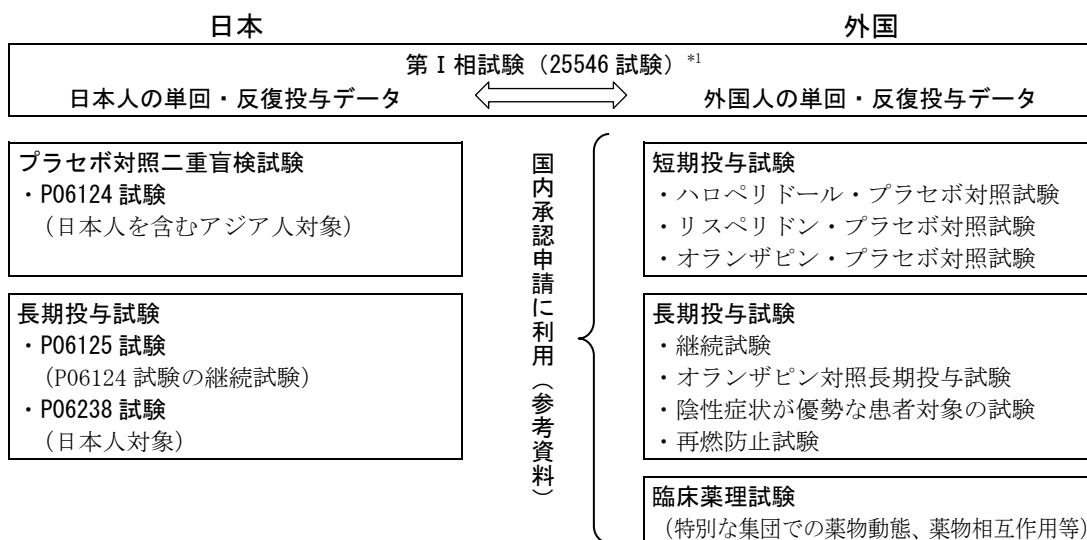 日本
外国
第Ⅰ相試験（25546 試験）*1
日本人の単回・反復投与データ
外国人の単回・反復投与データ
プラセボ対照二重盲検試験
・P06124 試験
（日本人を含むアジア人対象）
長期投与試験
・P06125 試験
（P06124 試験の継続試験）
・P06238 試験
（日本人対象）
国内承認申請に利用（参考資料）
短期投与試験
・ハロペリドール・プラセボ対照試験
・リスペリドン・プラセボ対照試験
・オランザピン・プラセボ対照試験
長期投与試験
・継続試験
・オランザピン対照長期投与試験
・陰性症状が優勢な患者対象の試験
・再燃防止試験
臨床薬理試験
（特別な集団での薬物動態、薬物相互作用等）